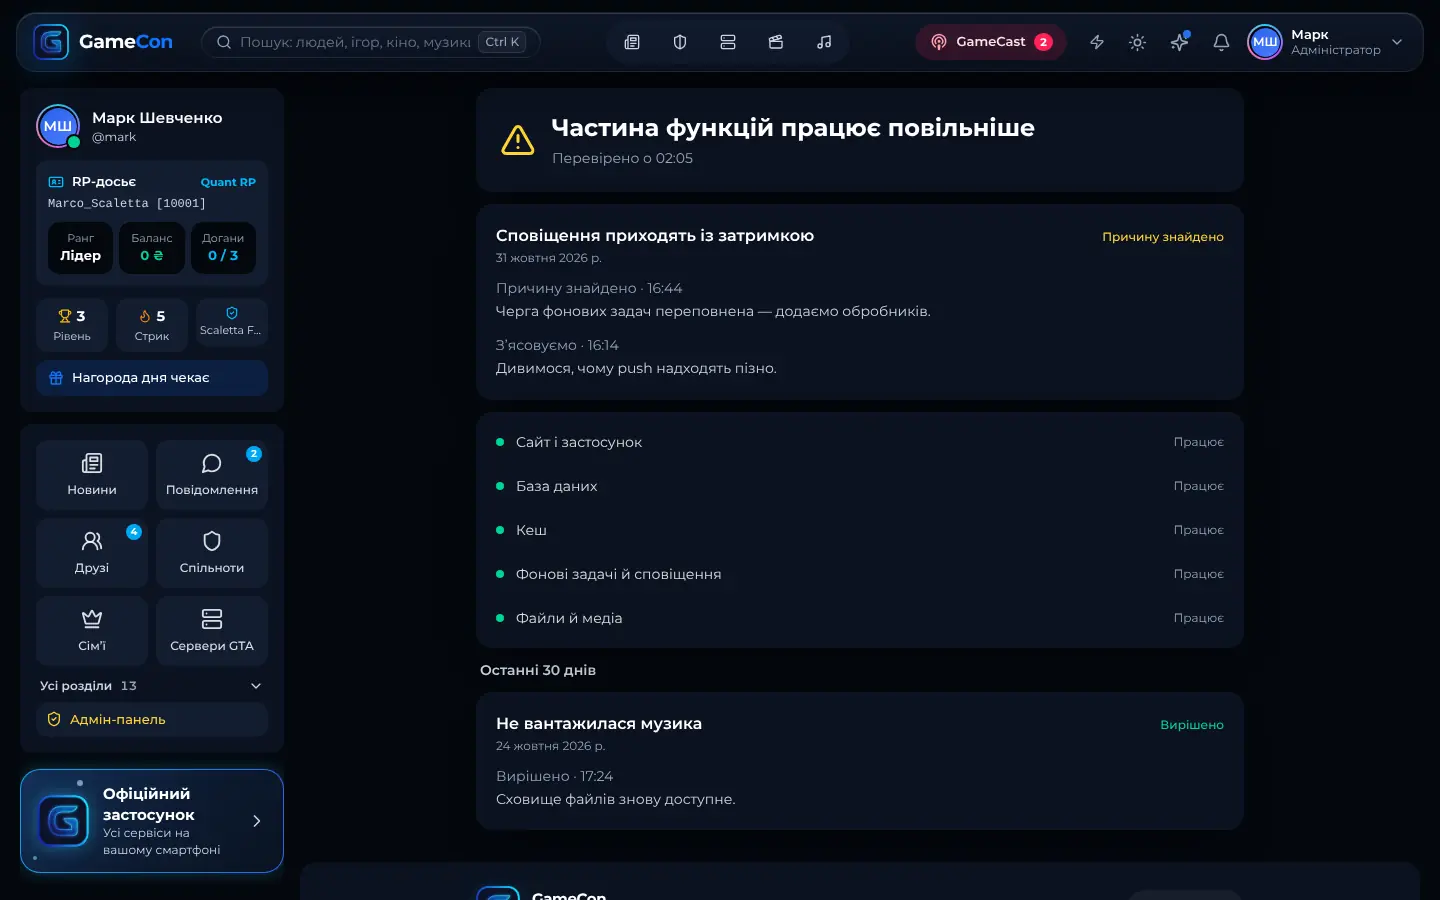 GameCon
Пошук: людей, ігор, кіно, музики
Ctrl K
GameCast 2
МШ
Марк
Адміністратор
МШ
Марк Шевченко
@mark
RP-досьє
Quant RP
Marco_Scaletta [10001]
Ранг
Лідер
Баланс
0 ₴
Догани
0 / 3
3
Рівень
5
Стрик
Scaletta F...
Нагорода дня чекає
Новини
2
Повідомлення
4
Друзі
Спільноти
Сім'ї
Сервери GTA
Усі розділи 13
Адмін-панель
Офіційний
застосунок
Усі сервіси на
вашому смартфоні
Частина функцій працює повільніше
Перевірено о 02:05
Сповіщення приходять із затримкою
Причину знайдено
31 жовтня 2026 р.
Причину знайдено · 16:44
Черга фонових задач переповнена — додаємо обробників.
З'ясовуємо · 16:14
Дивимося, чому push надходять пізно.
Сайт і застосунок
Працює
База даних
Працює
Кеш
Працює
Фонові задачі й сповіщення
Працює
Файли й медіа
Працює
Останні 30 днів
Не вантажилася музика
Вирішено
24 жовтня 2026 р.
Вирішено · 17:24
Сховище файлів знову доступне.
GameCon